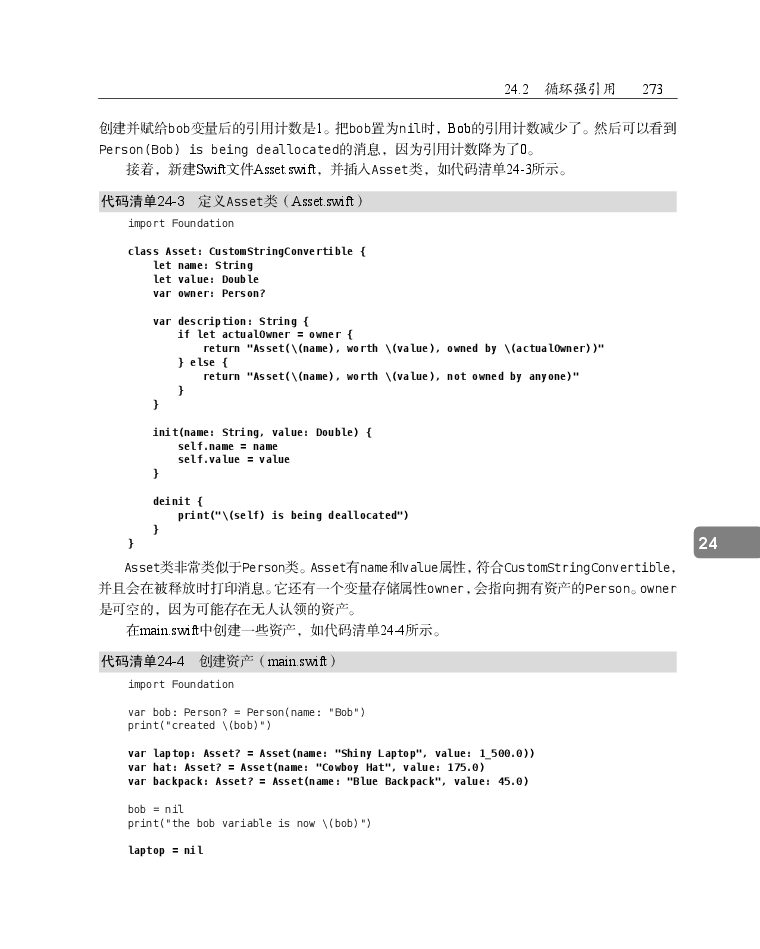 24.2 循环强引用 273
创建并赋给bob变量后的引用计数是1。把bob置为nil时，Bob的引用计数减少了。然后可以看到
Person(Bob) is being deallocated的消息，因为引用计数降为了0。
接着，新建Swift文件Asset.swift，并插入Asset类，如代码清单24-3所示。
代码清单24-3 定义Asset类（Asset.swift）
import Foundation
class Asset: CustomStringConvertible {
let name: String
let value: Double
var owner: Person?
var description: String {
if let actualOwner = owner {
return "Asset(\(name), worth \(value), owned by \(actualOwner))"
} else {
return "Asset(\(name), worth \(value), not owned by anyone)"
}
}
init(name: String, value: Double) {
self.name = name
self.value = value
}
deinit {
print("\(self) is being deallocated")
}
}
24
Asset类非常类似于Person类。Asset有name和value属性，符合CustomStringConvertible，
并且会在被释放时打印消息。它还有一个变量存储属性owner，会指向拥有资产的Person。owner
是可空的，因为可能存在无人认领的资产。
在main.swift中创建一些资产，如代码清单24-4所示。
代码清单24-4 创建资产（main.swift）
import Foundation
var bob: Person? = Person(name: "Bob")
print("created \(bob)")
var laptop: Asset? = Asset(name: "Shiny Laptop", value: 1_500.0))
var hat: Asset? = Asset(name: "Cowboy Hat", value: 175.0)
var backpack: Asset? = Asset(name: "Blue Backpack", value: 45.0)
bob = nil
print("the bob variable is now \(bob)")
laptop = nil